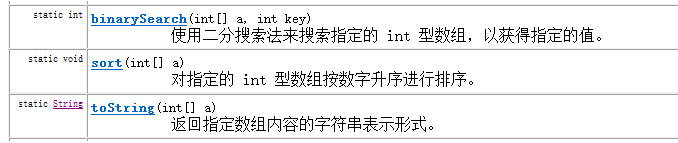 static int binarySearch(int[] a, int key)
使用二分搜索法来搜索指定的 int 型数组，以获得指定的值。
static void sort(int[] a)
对指定的 int 型数组按数字升序进行排序。
static String toString(int[] a)
返回指定数组内容的字符串表示形式。